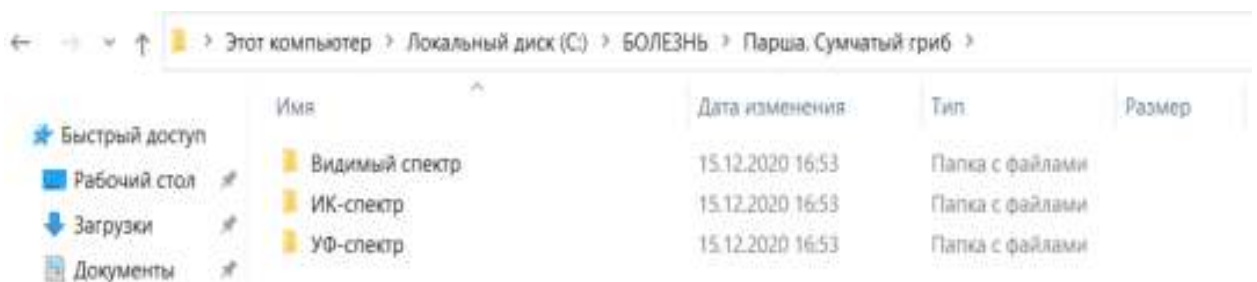 Этот компьютер > Локальный диск (C:) > БОЛЕЗНЬ > Парша. Сумчатый гриб >
Имя Дата изменения Тип Размер
Быстрый доступ
Видимый спектр 15.12.2020 16:53 Папка с файлами
Рабочий стол
ИК-спектр 15.12.2020 16:53 Папка с файлами
Загрузки
УФ-спектр 15.12.2020 16:53 Папка с файлами
Документы